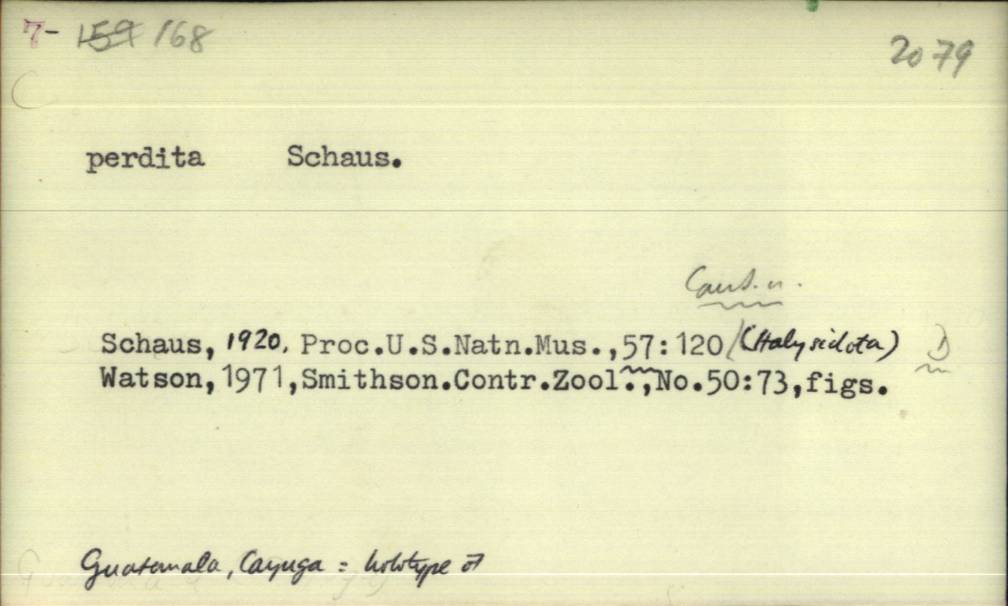 7- 159 168
2079
C
perdita Schaus.
Schaus, 1920. Proc.U.S.Natn.Mus.,57:120 (Halysidota)
Watson,1971,Smithson.Contr.Zool.,No.50:73,figs.
Guatemala, Cayuga = holotype ♂